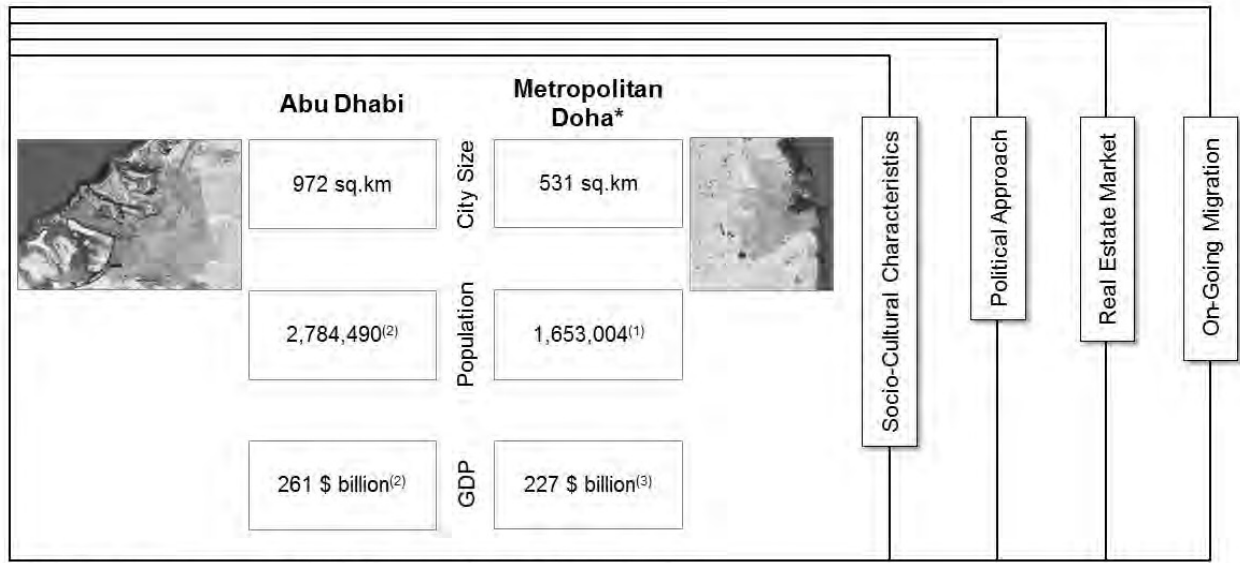 Abu Dhabi
Metropolitan
Doha*
972 sq.km
City Size
531 sq.km
2,784,490(2)
Population
1,653,004(1)
261 $ billion(2)
GDP
227 $ billion(3)
Socio-Cultural Characteristics
Political Approach
Real Estate Market
On-Going Migration